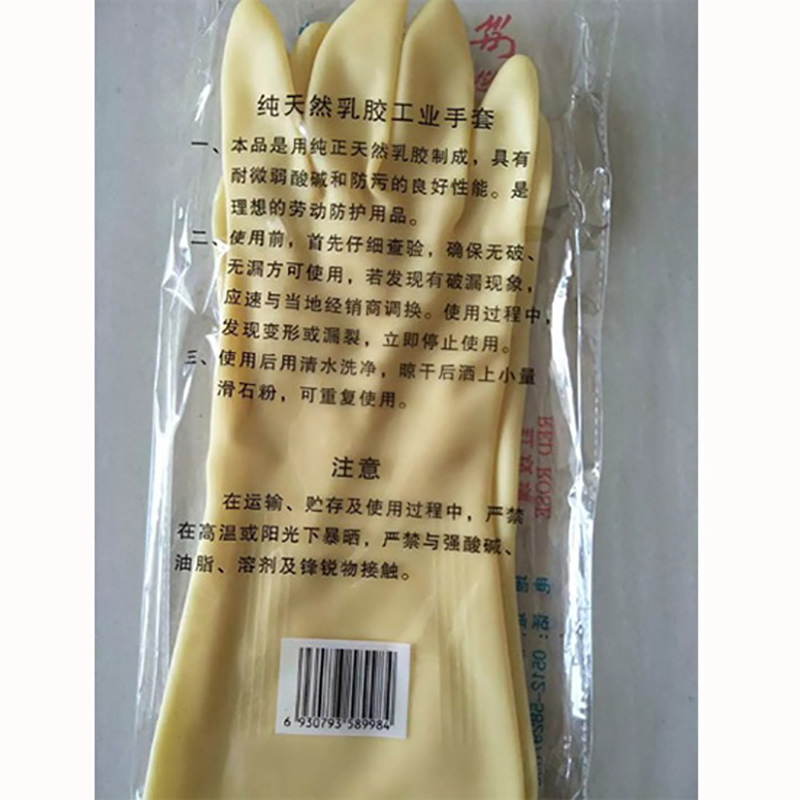 纯天然乳胶工业手套
一、本品是用纯正天然乳胶制成，具有
耐微弱酸碱和防污的良好性能。是
理想的劳动防护用品。
二、使用前，首先仔细查验，确保无破、
无漏方可使用，若发现有破漏现象，
应速与当地经销商调换。使用过程中，
发现变形或漏裂，立即停止使用。
三、使用后用清水洗净，晾干后洒上小量
滑石粉，可重复使用。
RED ROSE
红玫瑰
注意
在运输、贮存及使用过程中，严禁
在高温或阳光下暴晒，严禁与强酸碱、
油脂、溶剂及锋锐物接触。
6 930793 589984